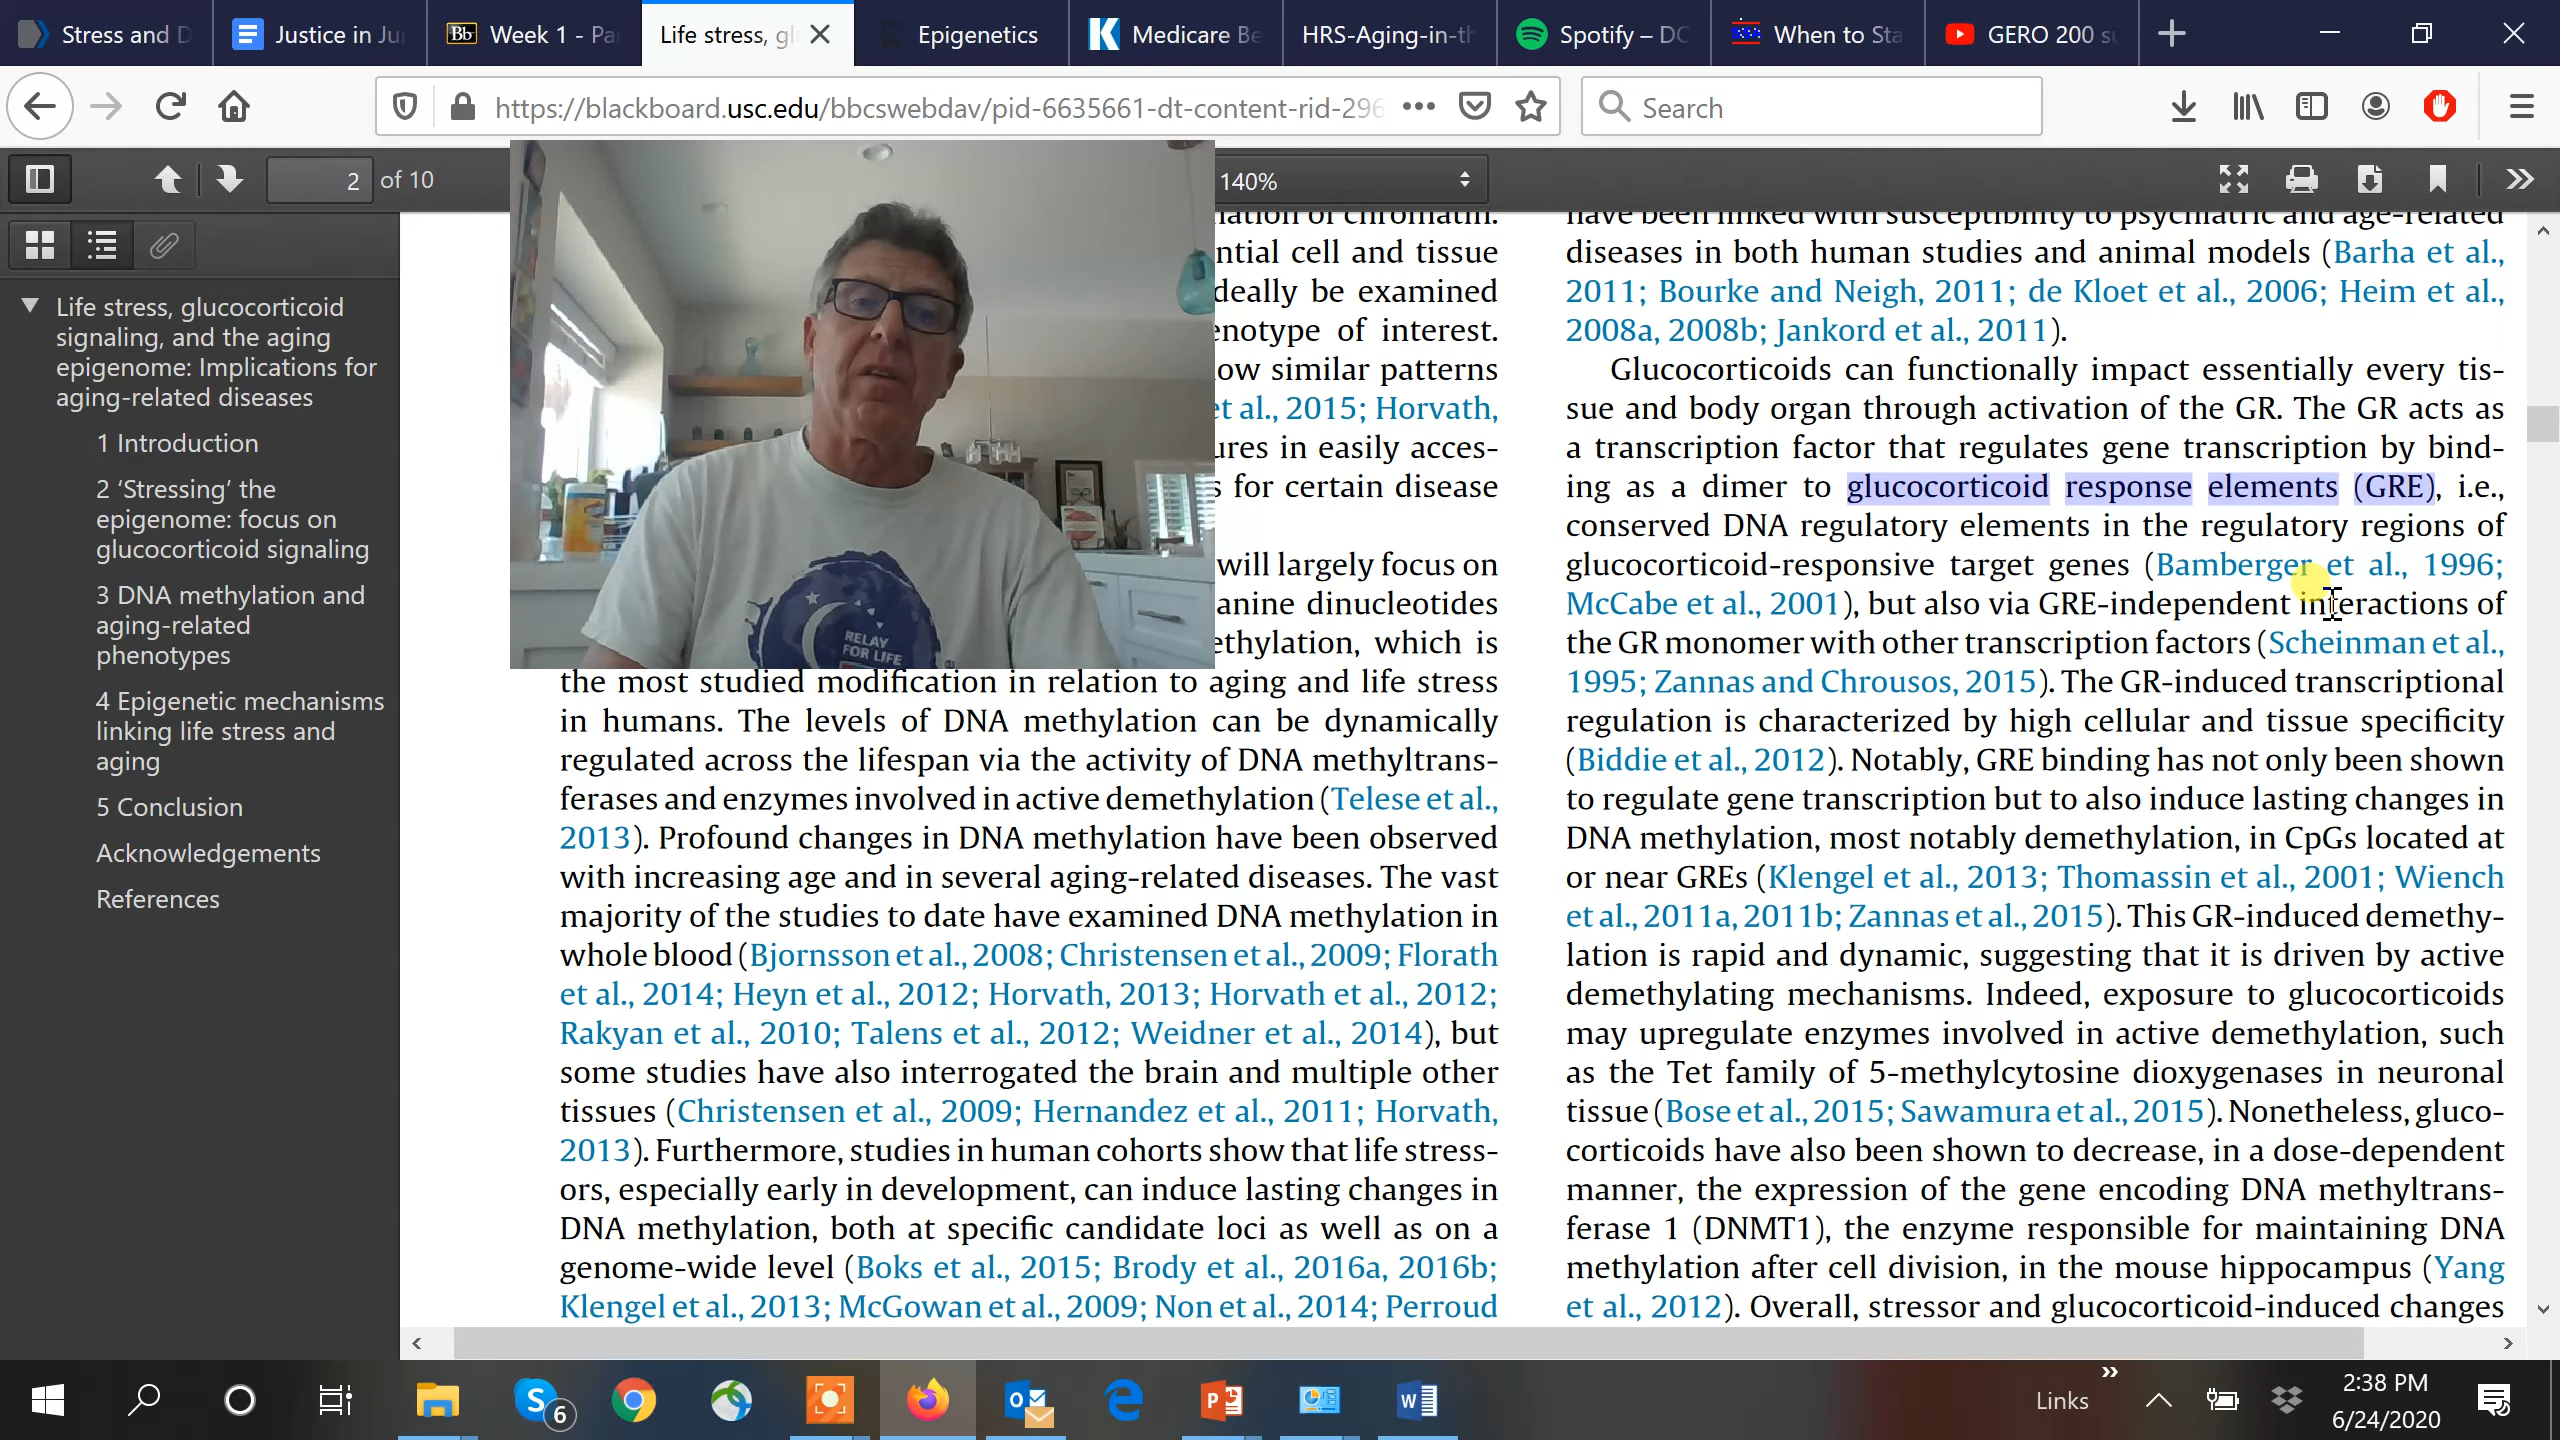 Stress and D
Justice in Ju
Bb
Week 1 - Pa
Life stress, gl
Epigenetics
Medicare Be
HRS-Aging-in-th
Spotify – DC
When to Sta
GERO 200 s
https://blackboard.usc.edu/bbcswebdav/pid-6635661-dt-content-rid-296
Search
2 of 10
140%
Life stress, glucocorticoid
signaling, and the aging
epigenome: Implications for
aging-related diseases
1 Introduction
2 ‘Stressing’ the
epigenome: focus on
glucocorticoid signaling
3 DNA methylation and
aging-related
phenotypes
4 Epigenetic mechanisms
linking life stress and
aging
5 Conclusion
Acknowledgements
References
RELAY
FOR LIFE
nation of chromatin.
ntial cell and tissue
deally be examined
enotype of interest.
ow similar patterns
et al., 2015; Horvath,
ures in easily acces-
s for certain disease
will largely focus on
anine dinucleotides
ethylation, which is
the most studied modification in relation to aging and life stress
in humans. The levels of DNA methylation can be dynamically
regulated across the lifespan via the activity of DNA methyltrans-
ferases and enzymes involved in active demethylation (Telese et al.,
2013). Profound changes in DNA methylation have been observed
with increasing age and in several aging-related diseases. The vast
majority of the studies to date have examined DNA methylation in
whole blood (Bjornsson et al., 2008; Christensen et al., 2009; Florath
et al., 2014; Heyn et al., 2012; Horvath, 2013; Horvath et al., 2012;
Rakyan et al., 2010; Talens et al., 2012; Weidner et al., 2014), but
some studies have also interrogated the brain and multiple other
tissues (Christensen et al., 2009; Hernandez et al., 2011; Horvath,
2013). Furthermore, studies in human cohorts show that life stress-
ors, especially early in development, can induce lasting changes in
DNA methylation, both at specific candidate loci as well as on a
genome-wide level (Boks et al., 2015; Brody et al., 2016a, 2016b;
Klengel et al., 2013; McGowan et al., 2009; Non et al., 2014; Perroud
have been linked with susceptibility to psychiatric and age-related
diseases in both human studies and animal models (Barha et al.,
2011; Bourke and Neigh, 2011; de Kloet et al., 2006; Heim et al.,
2008a, 2008b; Jankord et al., 2011).
Glucocorticoids can functionally impact essentially every tis-
sue and body organ through activation of the GR. The GR acts as
a transcription factor that regulates gene transcription by bind-
ing as a dimer to glucocorticoid response elements (GRE), i.e.,
conserved DNA regulatory elements in the regulatory regions of
glucocorticoid-responsive target genes (Bamberger et al., 1996;
McCabe et al., 2001), but also via GRE-independent interactions of
the GR monomer with other transcription factors (Scheinman et al.,
1995; Zannas and Chrousos, 2015). The GR-induced transcriptional
regulation is characterized by high cellular and tissue specificity
(Biddie et al., 2012). Notably, GRE binding has not only been shown
to regulate gene transcription but to also induce lasting changes in
DNA methylation, most notably demethylation, in CpGs located at
or near GREs (Klengel et al., 2013; Thomassin et al., 2001; Wiench
et al., 2011a, 2011b; Zannas et al., 2015). This GR-induced demethy-
lation is rapid and dynamic, suggesting that it is driven by active
demethylating mechanisms. Indeed, exposure to glucocorticoids
may upregulate enzymes involved in active demethylation, such
as the Tet family of 5-methylcytosine dioxygenases in neuronal
tissue (Bose et al., 2015; Sawamura et al., 2015). Nonetheless, gluco-
corticoids have also been shown to decrease, in a dose-dependent
manner, the expression of the gene encoding DNA methyltrans-
ferase 1 (DNMT1), the enzyme responsible for maintaining DNA
methylation after cell division, in the mouse hippocampus (Yang
et al., 2012). Overall, stressor and glucocorticoid-induced changes
6
Links
2:38 PM
6/24/2020